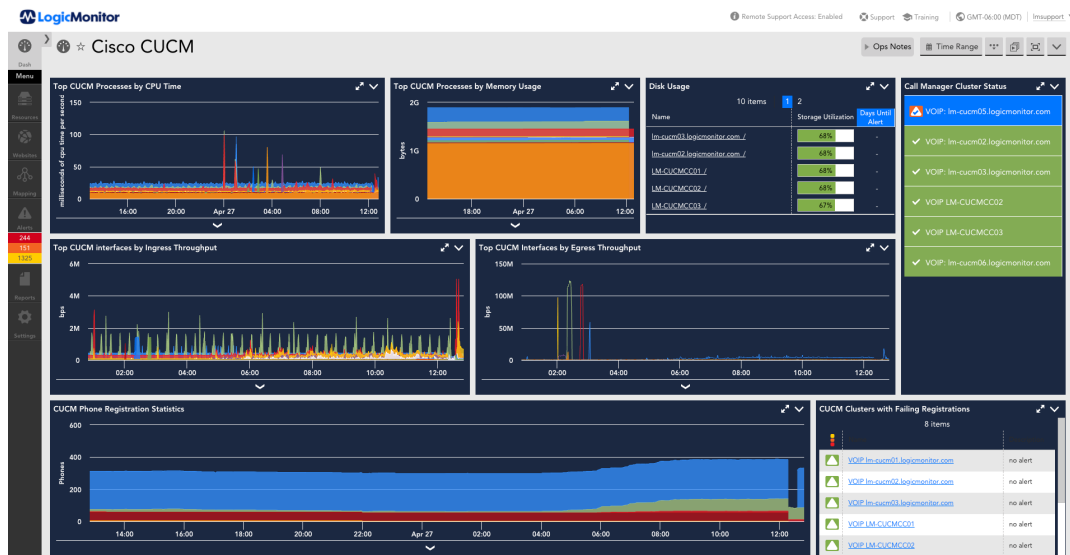 LogicMonitor
Remote Support Access: Enabled
Support
Training
GMT-06:00 (MDT)
lmsupport
Dash
Menu
Resources
Websites
Mapping
Alerts
244
151
1325
Reports
Settings
Cisco CUCM
Ops Notes
Time Range
Top CUCM Processes by CPU Time
milliseconds of cpu time per second
150
100
50
0
16:00 20:00 Apr 27 04:00 08:00 12:00
Top CUCM Processes by Memory Usage
bytes
2G
1G
0
18:00 Apr 27 06:00 12:00
Disk Usage
10 items 1 2
Name Storage Utilization Days Until Alert
lm-cucm03.logicmonitor.com / 68% -
lm-cucm02.logicmonitor.com / 68% -
LM-CUCMCC01 / 68% -
LM-CUCMCC02 / 68% -
LM-CUCMCC03 / 67% -
Call Manager Cluster Status
VOIP: lm-cucm05.logicmonitor.com
VOIP: lm-cucm02.logicmonitor.com
VOIP: lm-cucm03.logicmonitor.com
VOIP LM-CUCMCC02
VOIP LM-CUCMCC03
VOIP: lm-cucm06.logicmonitor.com
Top CUCM interfaces by Ingress Throughput
bps
6M
4M
2M
0
02:00 04:00 06:00 08:00 10:00 12:00
Top CUCM Interfaces by Egress Throughput
bps
150M
100M
50M
0
02:00 04:00 06:00 08:00 10:00 12:00
CUCM Phone Registration Statistics
Phones
600
400
200
0
14:00 16:00 18:00 20:00 22:00 Apr 27 02:00 04:00 06:00 08:00 10:00 12:00
CUCM Clusters with Failing Registrations
8 items
VOIP lm-cucm01.logicmonitor.com no alert
VOIP lm-cucm02.logicmonitor.com no alert
VOIP lm-cucm03.logicmonitor.com no alert
VOIP LM-CUCMCC01 no alert
VOIP LM-CUCMCC02 no alert